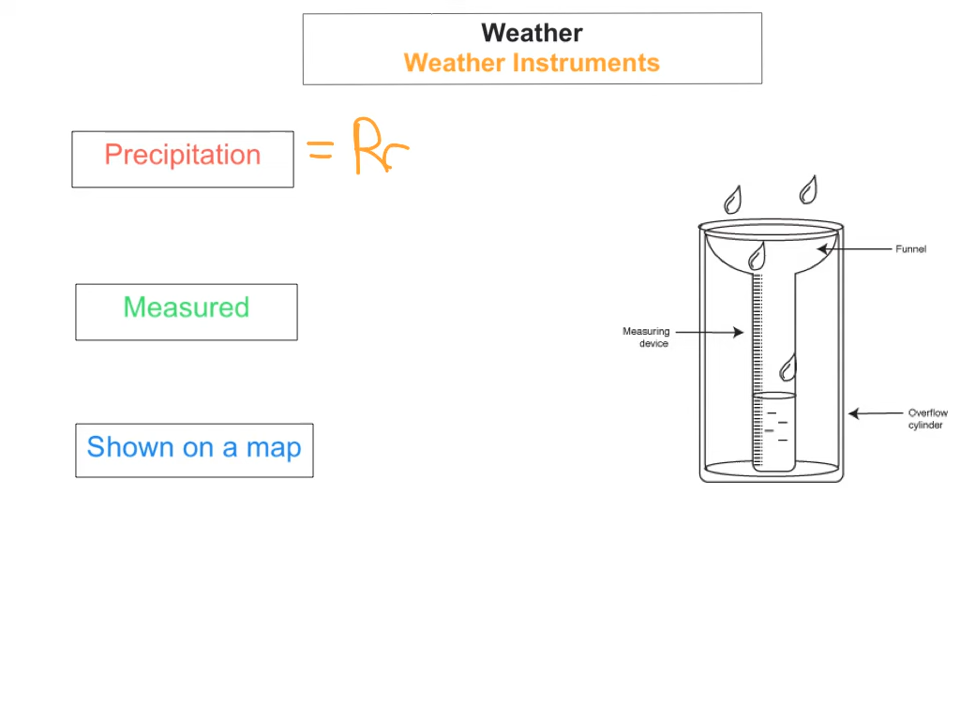 Weather
Weather Instruments
Precipitation =
Funnel
Measured
Measuring
device
Overflow
cylinder
Shown on a map